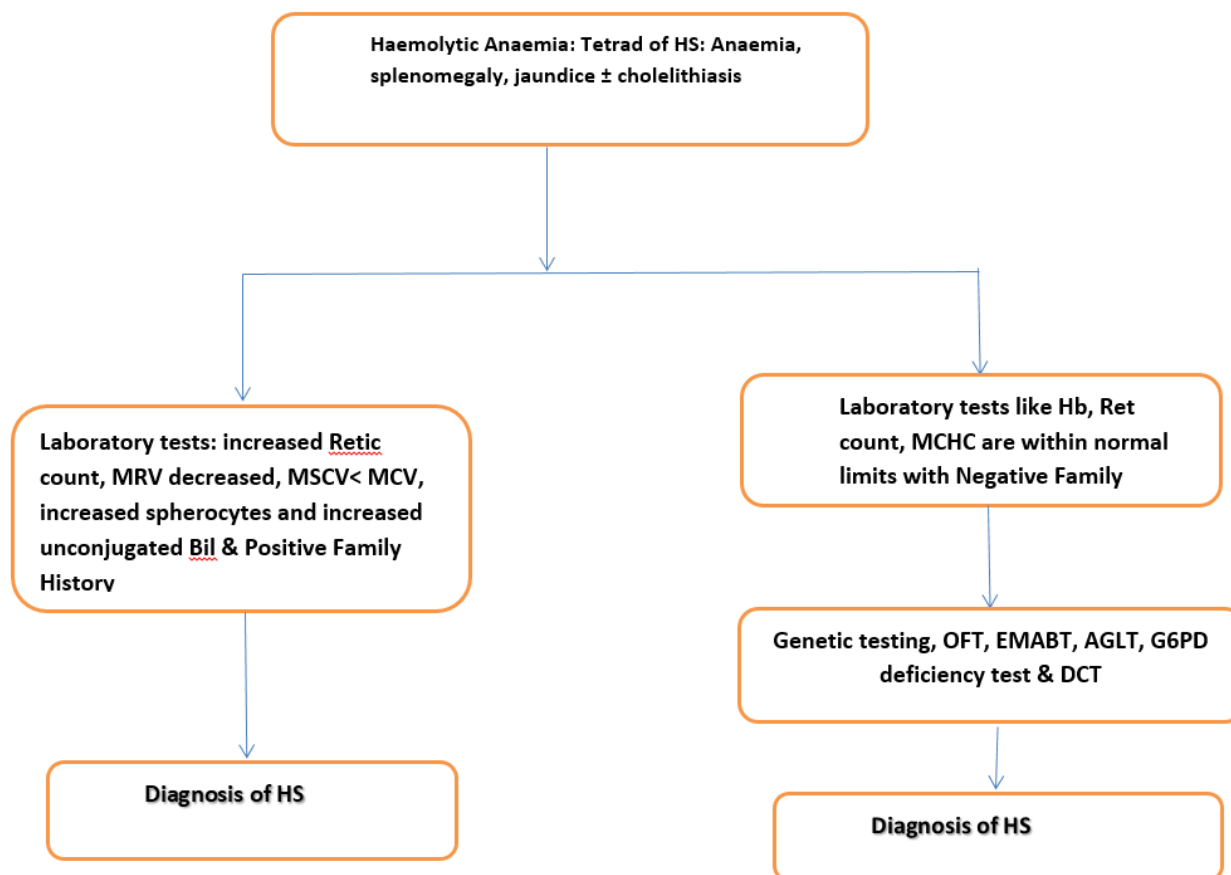 Haemolytic Anaemia: Tetrad of HS: Anaemia,
splenomegaly, jaundice ± cholelithiasis
Laboratory tests: increased Retic
count, MRV decreased, MSCV< MCV,
increased spherocytes and increased
unconjugated Bil & Positive Family
History
Diagnosis of HS
Laboratory tests like Hb, Ret
count, MCHC are within normal
limits with Negative Family
Genetic testing, OFT, EMABT, AGLT, G6PD
deficiency test & DCT
Diagnosis of HS